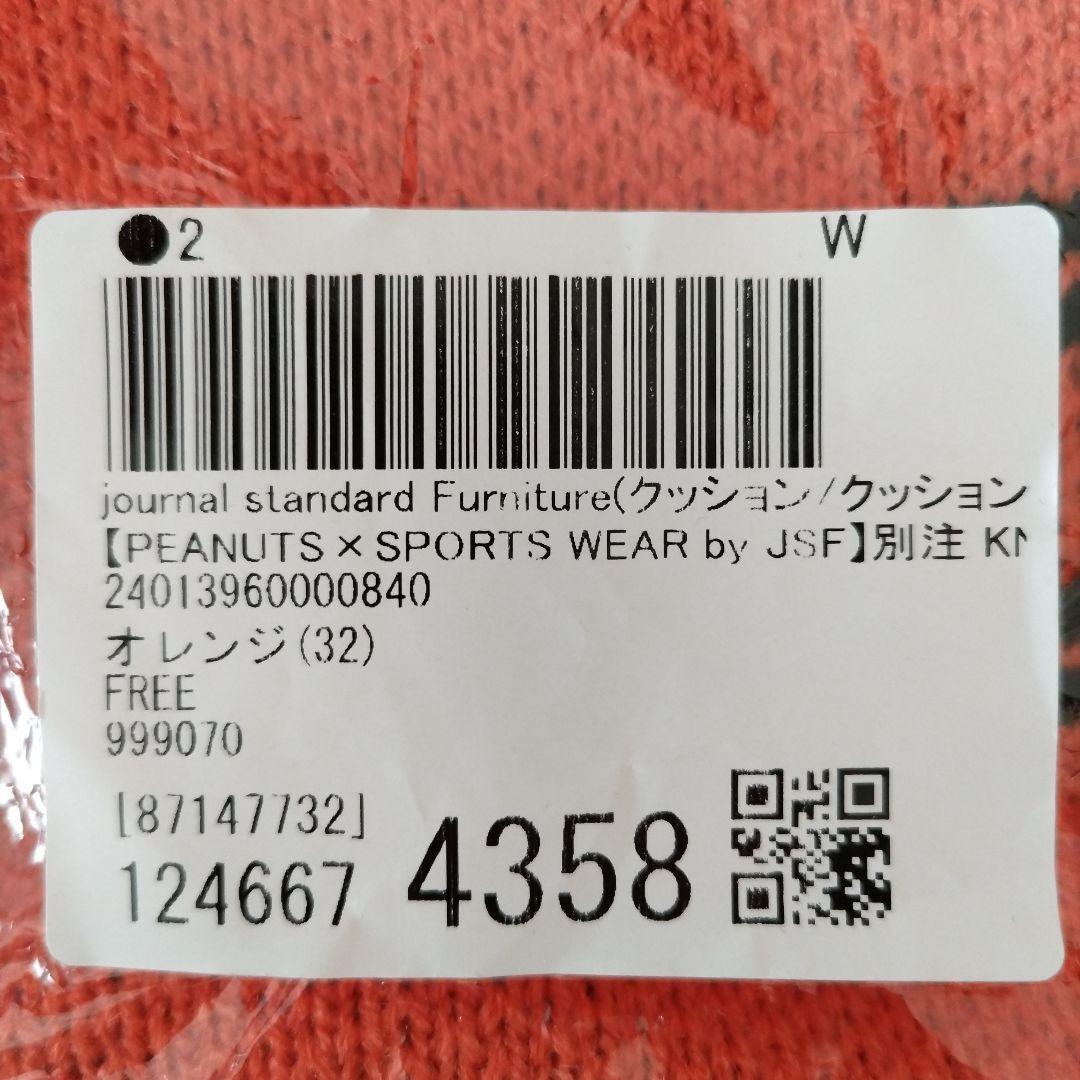 ●2 W
journal standard Furniture(クッション/クッション
【PEANUTS×SPORTS WEAR by JSF】別注 KN
24013960000840
オレンジ(32)
FREE
999070
[87147732]
124667 4358